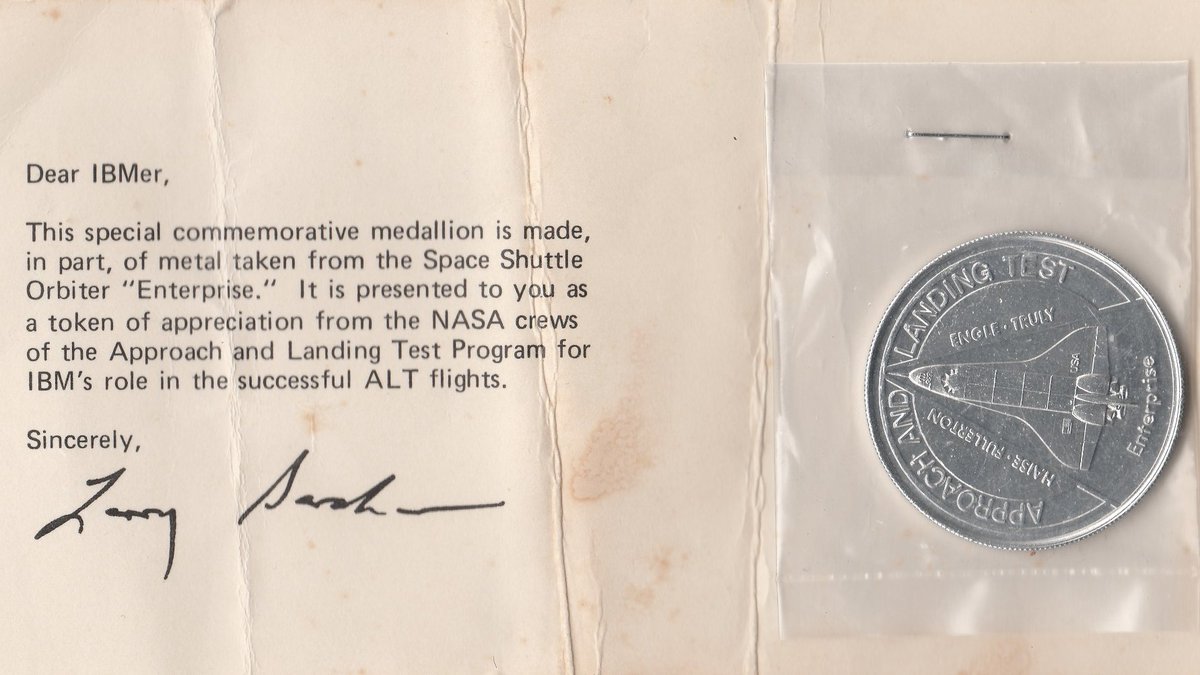 Dear IBMer,
This special commemorative medallion is made,
in part, of metal taken from the Space Shuttle
Orbiter "Enterprise." It is presented to you as
a token of appreciation from the NASA crews
of the Approach and Landing Test Program for
IBM's role in the successful ALT flights.
Sincerely,
Larry
APPROACH AND LANDING TEST
ENGLE · TRULY
HAISE · FULLERTON
USA
Enterprise